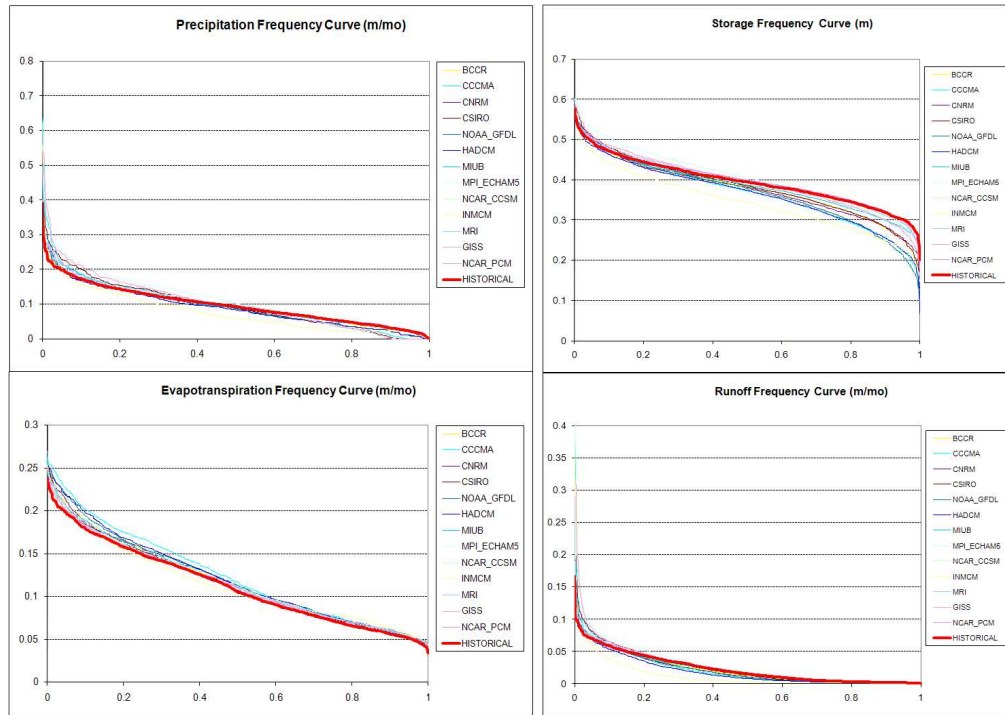 Precipitation Frequency Curve (m/mo)
0.8
0.7
0.6
0.5
0.4
0.3
0.2
0.1
0
0
0.2
0.4
0.6
0.8
1
BCCR
CCCMA
CNRM
CSIRO
NOAA_GFDL
HADCM
MIUB
MPI_ECHAM5
NCAR_CCSM
INMCM
MRI
GISS
NCAR_PCM
HISTORICAL
Storage Frequency Curve (m)
0.7
0.6
0.5
0.4
0.3
0.2
0.1
0
0
0.2
0.4
0.6
0.8
1
BCCR
CCCMA
CNRM
CSIRO
NOAA_GFDL
HADCM
MIUB
MPI_ECHAM5
NCAR_CCSM
INMCM
MRI
GISS
NCAR_PCM
HISTORICAL
Evapotranspiration Frequency Curve (m/mo)
0.3
0.25
0.2
0.15
0.1
0.05
0
0
0.2
0.4
0.6
0.8
1
BCCR
CCCMA
CNRM
CSIRO
NOAA_GFDL
HADCM
MIUB
MPI_ECHAM5
NCAR_CCSM
INMCM
MRI
GISS
NCAR_PCM
HISTORICAL
Runoff Frequency Curve (m/mo)
0.4
0.35
0.3
0.25
0.2
0.15
0.1
0.05
0
0
0.2
0.4
0.6
0.8
1
BCCR
CCCMA
CNRM
CSIRO
NOAA_GFDL
HADCM
MIUB
MPI_ECHAM5
NCAR_CCSM
INMCM
MRI
GISS
NCAR_PCM
HISTORICAL